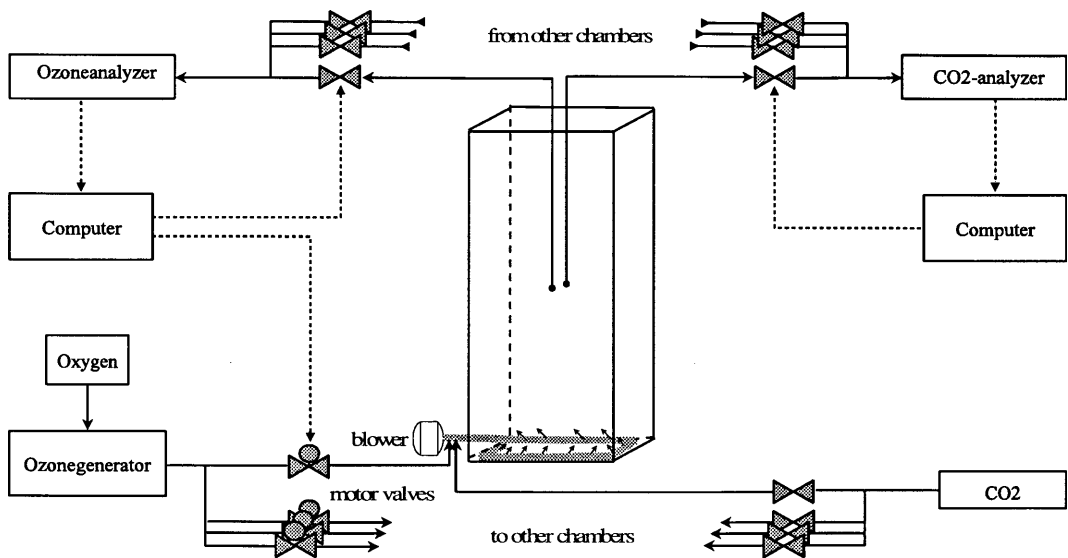 from other chambers
Ozoneanalyzer
CO2-analyzer
Computer
Computer
Oxygen
blower
Ozonegenerator
motor valves
CO2
to other chambers